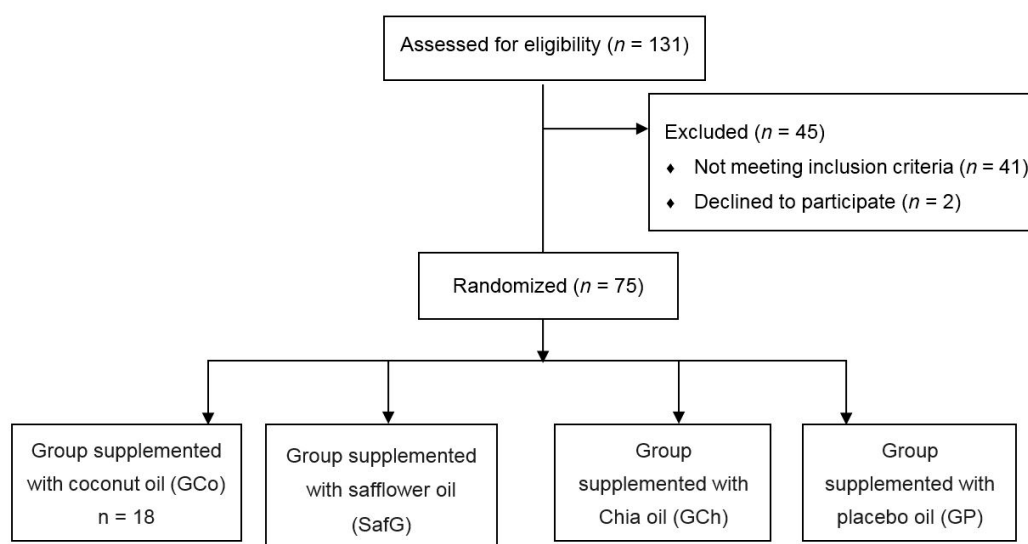 Assessed for eligibility (n = 131)
Excluded (n = 45)
♦ Not meeting inclusion criteria (n = 41)
♦ Declined to participate (n = 2)
Randomized (n = 75)
Group supplemented
with coconut oil (GCo)
n = 18
Group supplemented
with safflower oil
(SafG)
Group
supplemented with
Chia oil (GCh)
Group
supplemented with
placebo oil (GP)